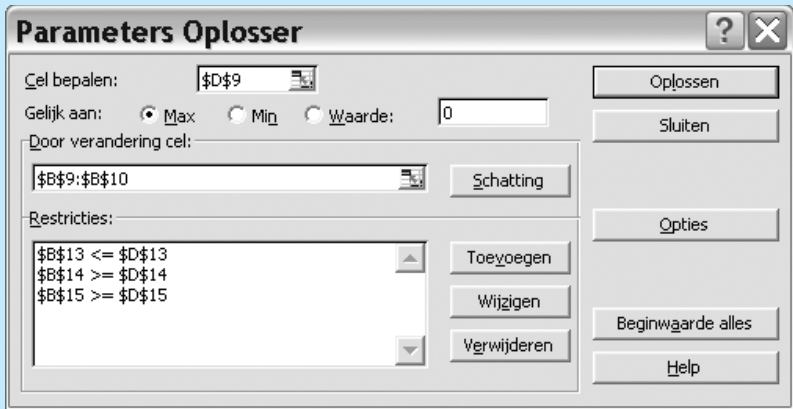 Parameters Oplosser
?
Cel bepalen: $D$9 Oplossen
Gelijk aan: Max Min Waarde: 0 Sluiten
Door verandering cel:
$B$9:$B$10 Schatting
Restricties: Opties
$B$13 <= $D$13 Toevoegen
$B$14 >= $D$14
$B$15 >= $D$15 Wijzigen
Beginwaarde alles
Verwijderen
Help